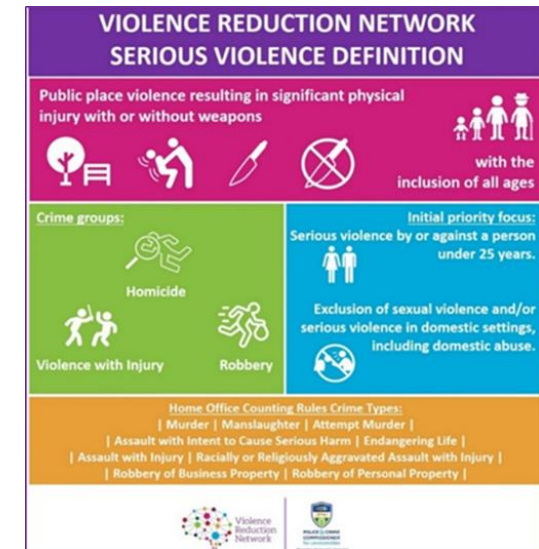 VIOLENCE REDUCTION NETWORK
SERIOUS VIOLENCE DEFINITION
Public place violence resulting in significant physical
injury with or without weapons
with the
inclusion of all ages
Crime groups:
Homicide
Violence with Injury
Robbery
Initial priority focus:
Serious violence by or against a person
under 25 years.
Exclusion of sexual violence and/or
serious violence in domestic settings,
including domestic abuse.
Home Office Counting Rules Crime Types:
| Murder | Manslaughter | Attempt Murder |
| Assault with Intent to Cause Serious Harm | Endangering Life |
| Assault with Injury | Racially or Religiously Aggravated Assault with Injury |
| Robbery of Business Property | Robbery of Personal Property |
Violence
Reduction
Network
POLICE & CRIME
COMMISSIONER